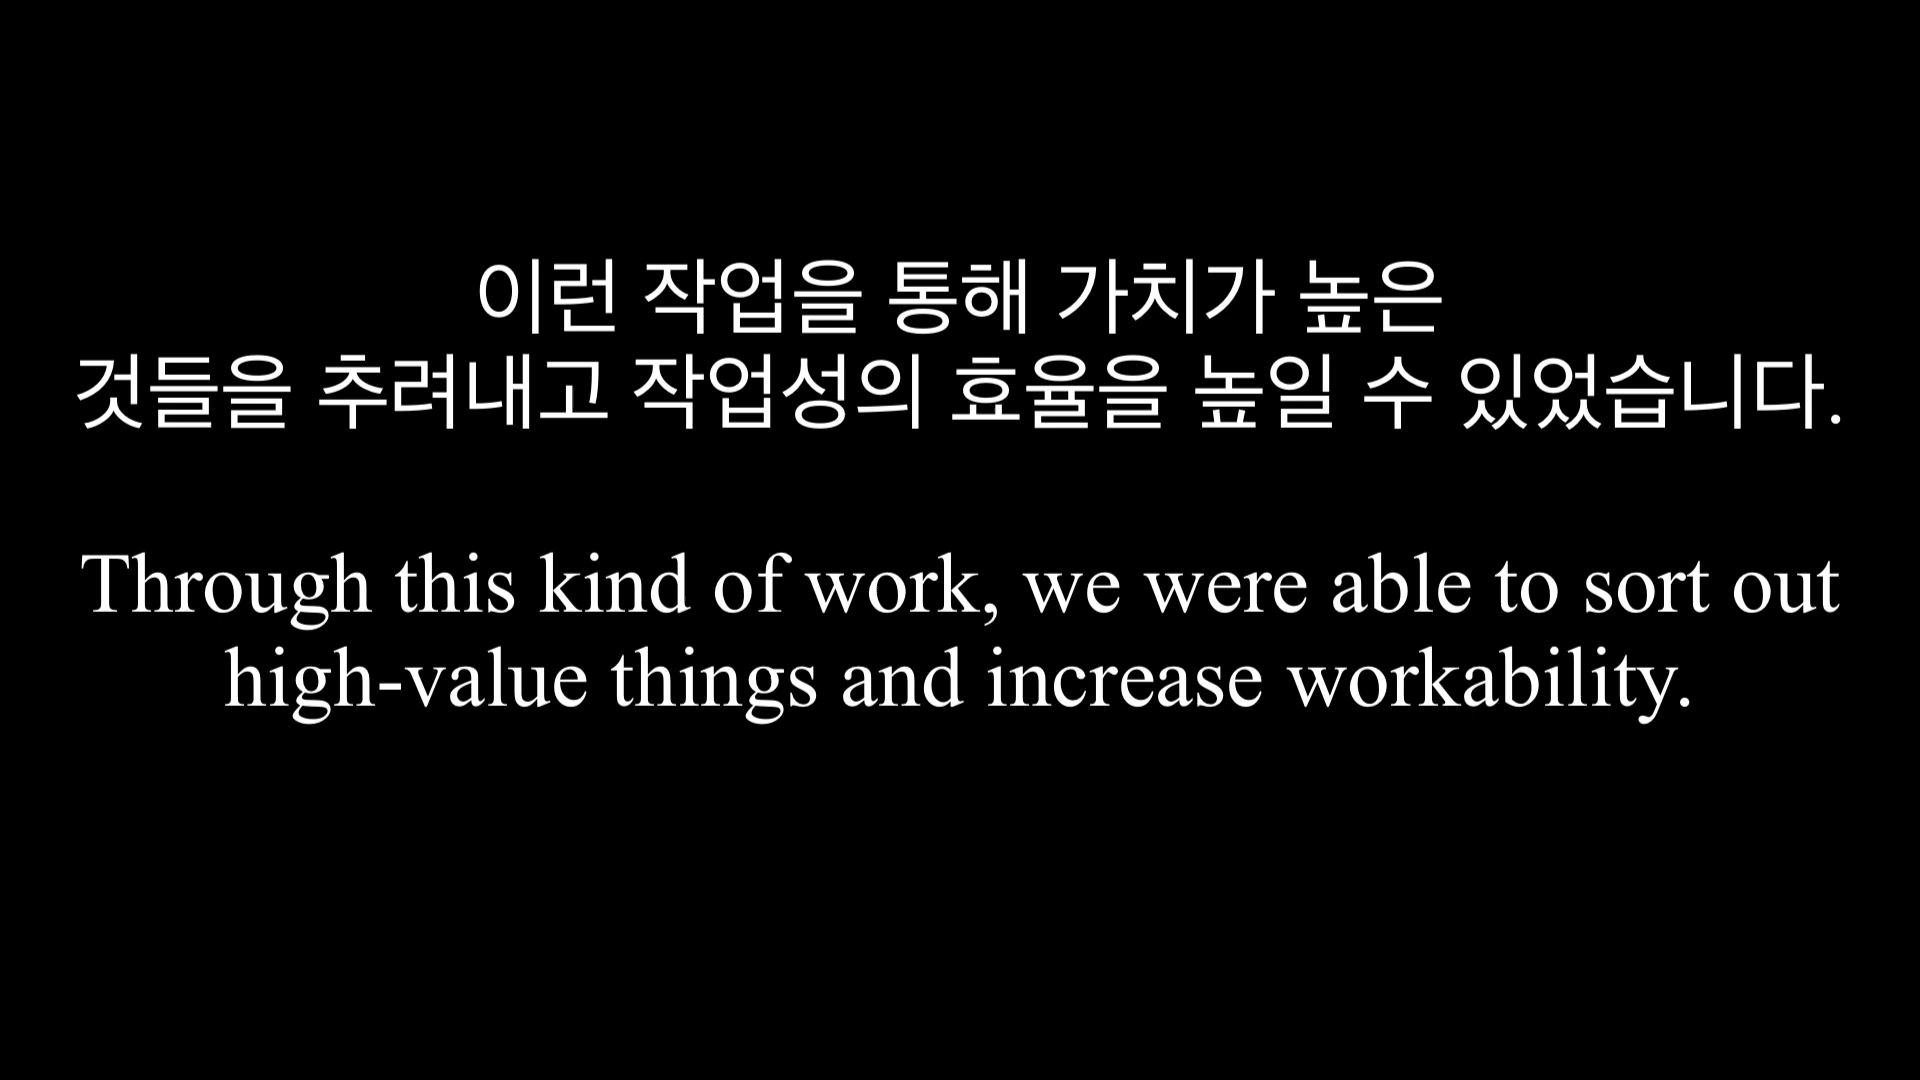 이런 작업을 통해 가치가 높은
것들을 추려내고 작업성의 효율을 높일 수 있었습니다.
Through this kind of work, we were able to sort out
high-value things and increase workability.